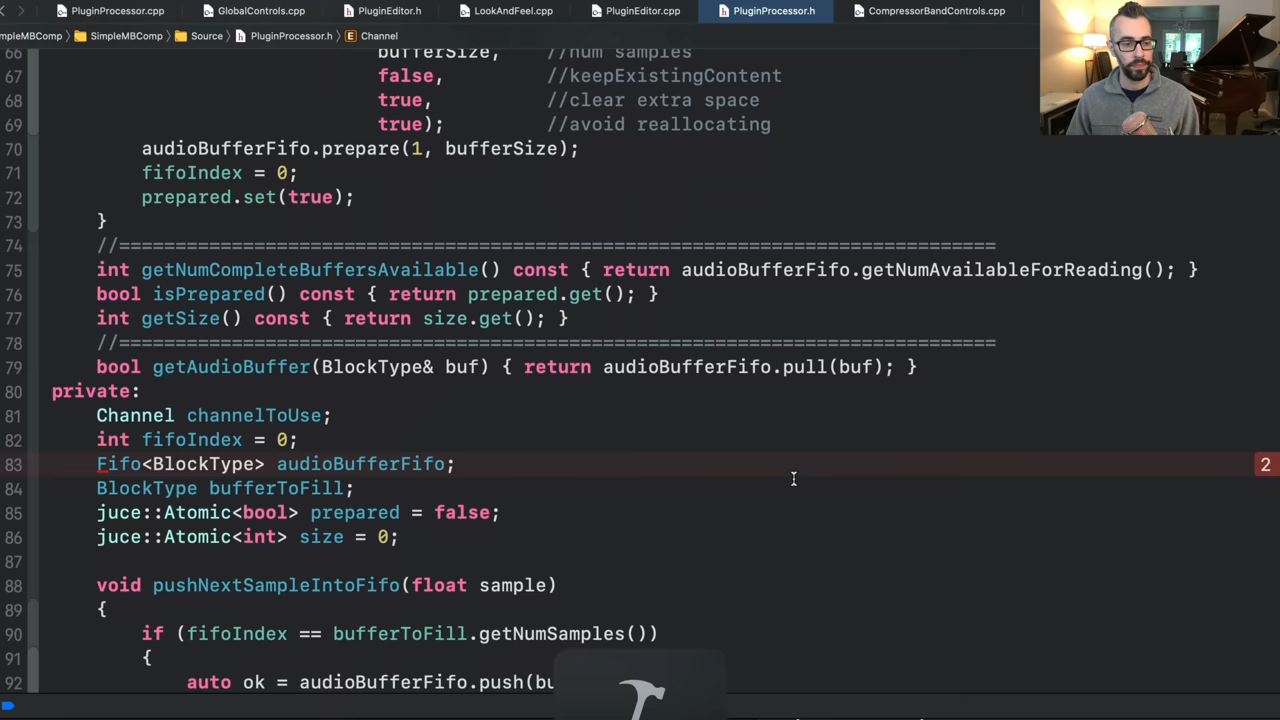 PluginProcessor.cpp
GlobalControls.cpp
PluginEditor.h
LookAndFeel.cpp
PluginEditor.cpp
PluginProcessor.h
CompressorBandControls.cpp
mpleMBComp
SimpleMBComp
Source
PluginProcessor.h
E Channel
66 bufferSize, //num samples
67 false, //keepExistingContent
68 true, //clear extra space
69 true); //avoid reallocating
70 audioBufferFifo.prepare(1, bufferSize);
71 fifoIndex = 0;
72 prepared.set(true);
73 }
74 //==============================================================================
75 int getNumCompleteBuffersAvailable() const { return audioBufferFifo.getNumAvailableForReading(); }
76 bool isPrepared() const { return prepared.get(); }
77 int getSize() const { return size.get(); }
78 //==============================================================================
79 bool getAudioBuffer(BlockType& buf) { return audioBufferFifo.pull(buf); }
80 private:
81 Channel channelToUse;
82 int fifoIndex = 0;
83 Fifo<BlockType> audioBufferFifo; 2
84 BlockType bufferToFill;
85 juce::Atomic<bool> prepared = false;
86 juce::Atomic<int> size = 0;
87
88 void pushNextSampleIntoFifo(float sample)
89 {
90 if (fifoIndex == bufferToFill.getNumSamples())
91 {
92 auto ok = audioBufferFifo.push(bu